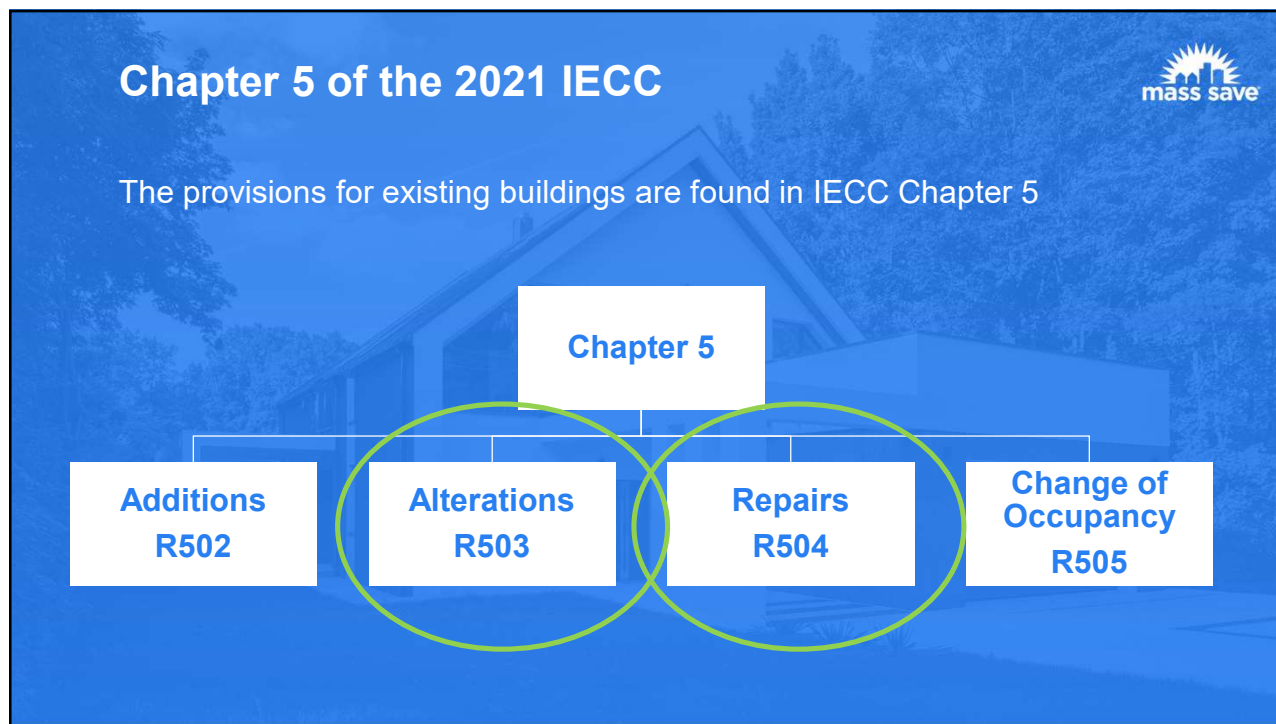 Chapter 5 of the 2021 IECC
mass save
The provisions for existing buildings are found in IECC Chapter 5
Chapter 5
Additions
R502
Alterations
R503
Repairs
R504
Change of
Occupancy
R505